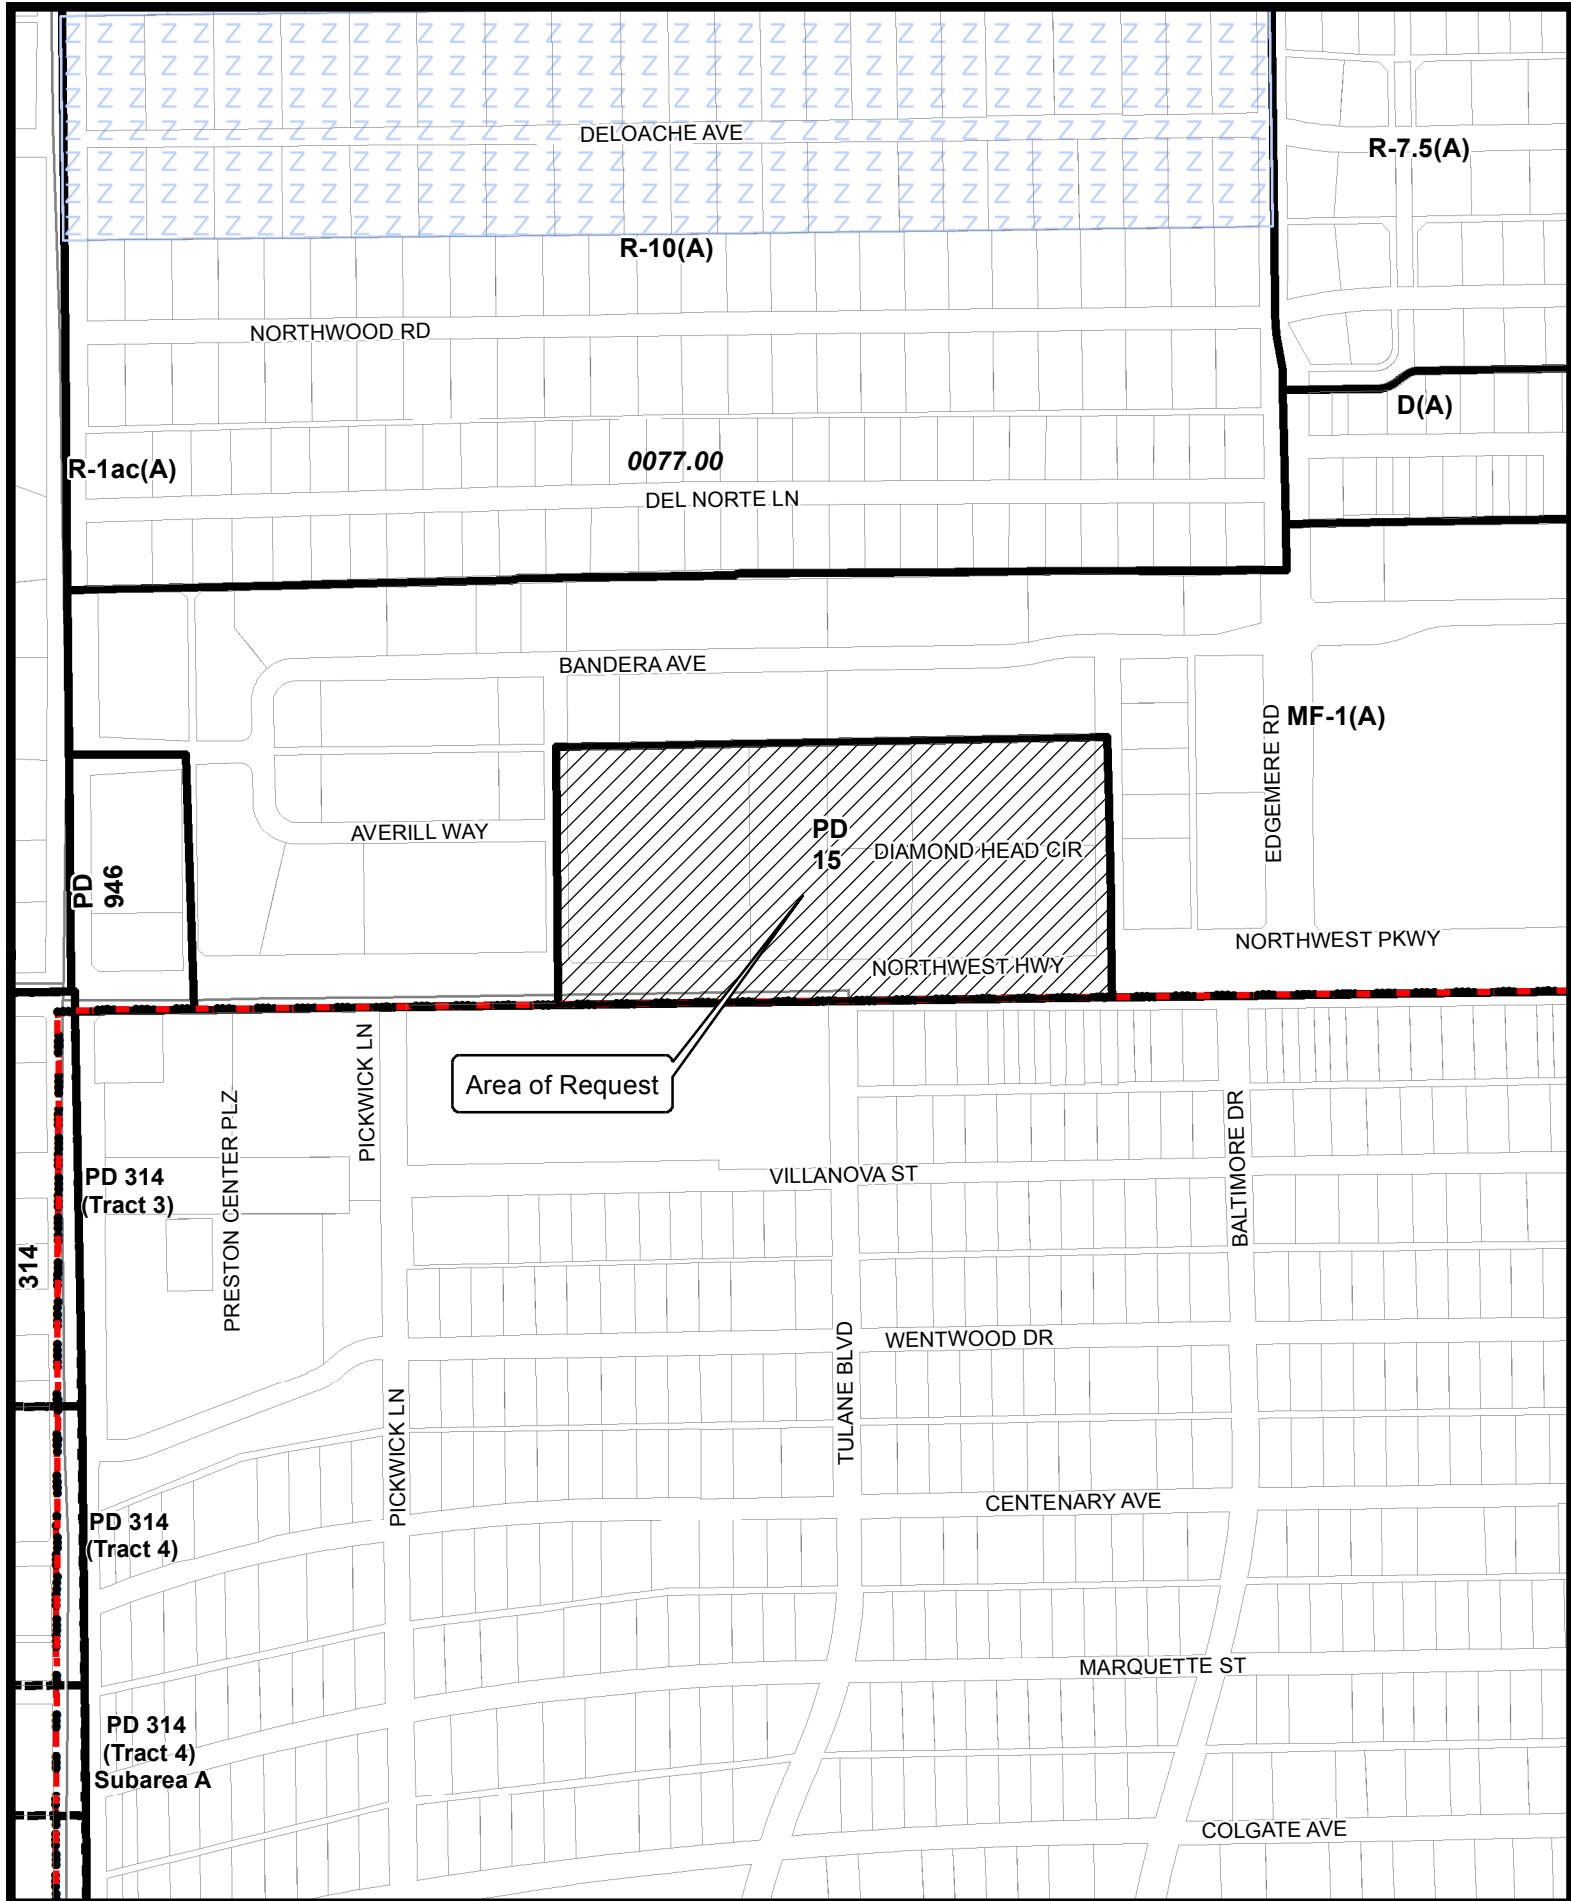 DELOACHE AVE
R-7.5(A)
R-10(A)
NORTHWOOD RD
D(A)
R-1ac(A)
0077.00
DEL NORTE LN
BANDERA AVE
MF-1(A)
EDGEMERE RD
AVERILL WAY
PD
15
DIAMOND HEAD CIR
PD
946
NORTHWEST PKWY
NORTHWEST HWY
PICKWICK LN
Area of Request
PRESTON CENTER PLZ
BALTIMORE DR
VILLANOVA ST
PD 314
(Tract 3)
314
WENTWOOD DR
TULANE BLVD
PICKWICK LN
CENTENARY AVE
PD 314
(Tract 4)
MARQUETTE ST
PD 314
(Tract 4)
Subarea A
COLGATE AVE